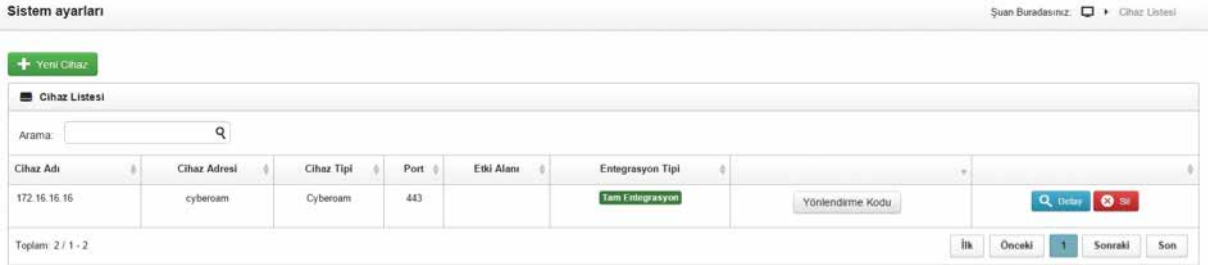 Sistem ayarları
Şuan Buradasınız: Cihaz Listesi
Yeni Cihaz
Cihaz Listesi
Arama:
Cihaz Adı Cihaz Adresi Cihaz Tipi Port Etki Alanı Entegrasyon Tipi
172.16.16.16 cyberoam Cyberoam 443 Tam Entegrasyon Yönlendirme Kodu Detay Sil
Toplam: 2 / 1 - 2 İlk Önceki 1 Sonraki Son